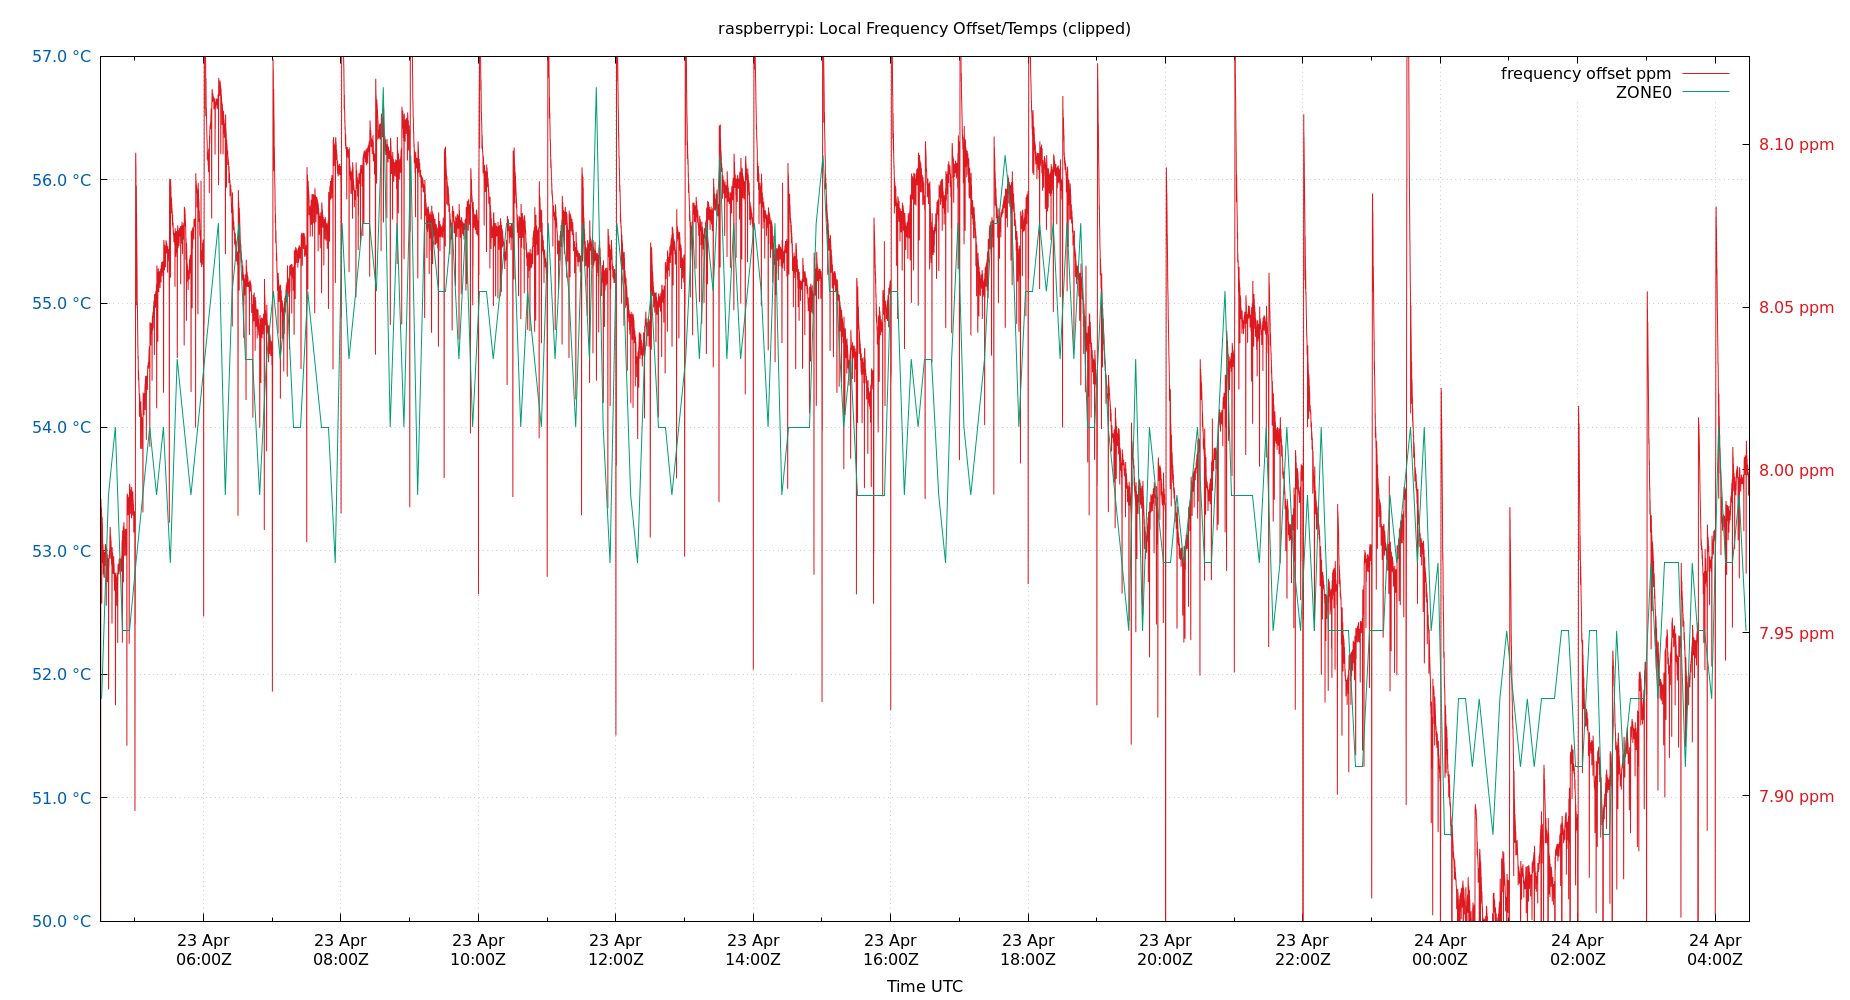 raspberrypi: Local Frequency Offset/Temps (clipped)
frequency offset ppm
ZONE0
57.0 °C
56.0 °C
55.0 °C
54.0 °C
53.0 °C
52.0 °C
51.0 °C
50.0 °C
8.10 ppm
8.05 ppm
8.00 ppm
7.95 ppm
7.90 ppm
23 Apr 23 Apr 23 Apr 23 Apr 23 Apr 23 Apr 23 Apr 23 Apr 23 Apr 24 Apr 24 Apr 24 Apr
06:00Z 08:00Z 10:00Z 12:00Z 14:00Z 16:00Z 18:00Z 20:00Z 22:00Z 00:00Z 02:00Z 04:00Z
Time UTC